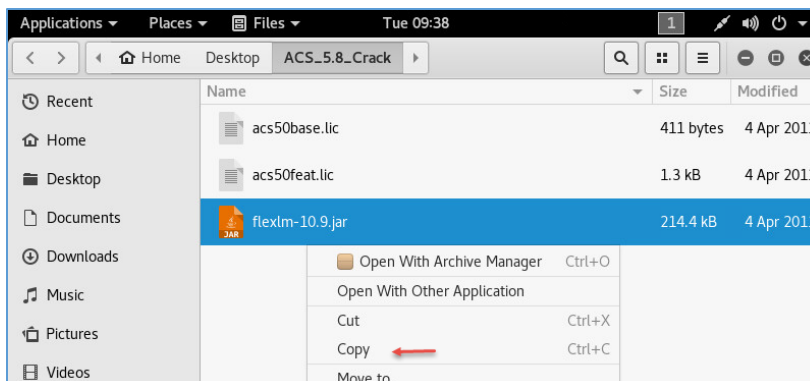 Applications Places Files Tue 09:38 1
Home Desktop ACS_5.8_Crack
Name Size Modified
Recent
acs50base.lic 411 bytes 4 Apr 201
Home
acs50feat.lic 1.3 kB 4 Apr 201
Desktop
Documents
flexlm-10.9.jar 214.4 kB 4 Apr 201
JAR
Downloads
Open With Archive Manager Ctrl+O
Music
Open With Other Application
Cut Ctrl+X
Pictures
Copy Ctrl+C
Videos
Move to